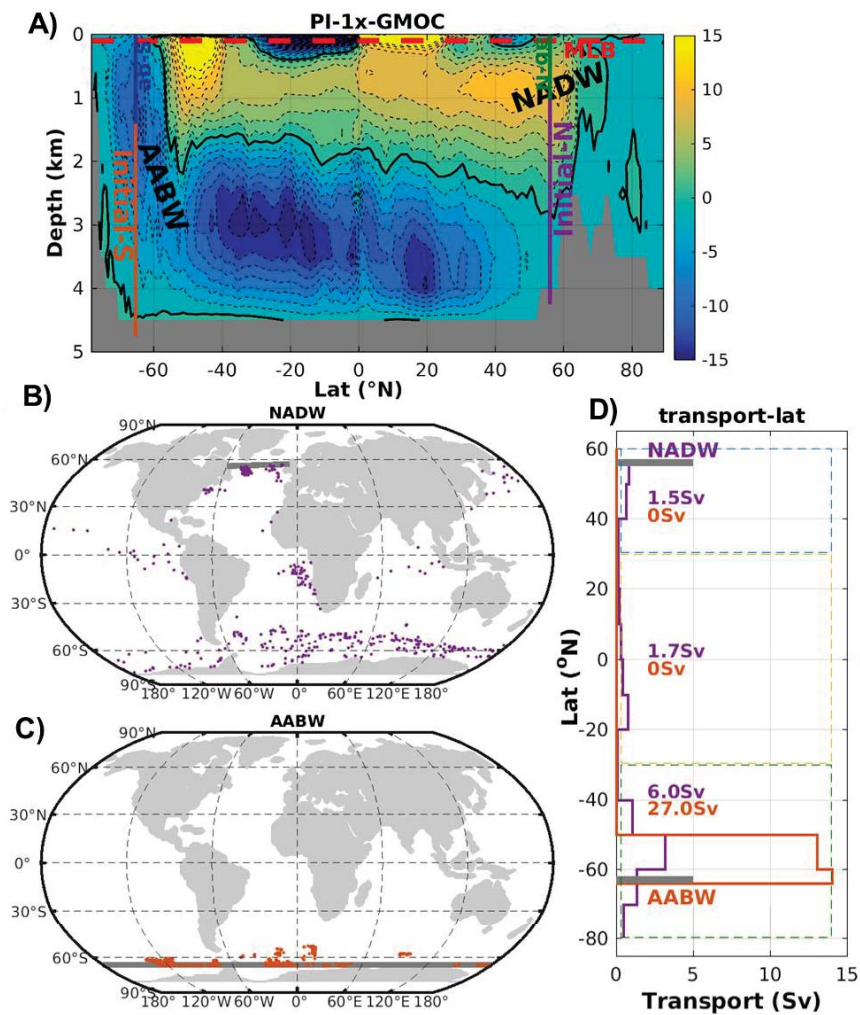 A)
PI-1x-GMOC
0
1
2
3
4
5
Depth (km)
MLB
NADW
AABW
Initial-S
Initial-N
-60
-40
-20
0
20
40
60
80
Lat (°N)
15
10
5
0
-5
-10
-15
B)
NADW
90°N
60°N
30°N
0°
30°S
60°S
90°S
180°
120°W
60°W
0°
60°E
120°E
180°
C)
AABW
90°N
60°N
30°N
0°
30°S
60°S
90°S
180°
120°W
60°W
0°
60°E
120°E
180°
D)
transport-lat
60
40
20
0
-20
-40
-60
-80
Lat (°N)
NADW
1.5Sv
0Sv
1.7Sv
0Sv
6.0Sv
27.0Sv
AABW
0
5
10
15
Transport (Sv)